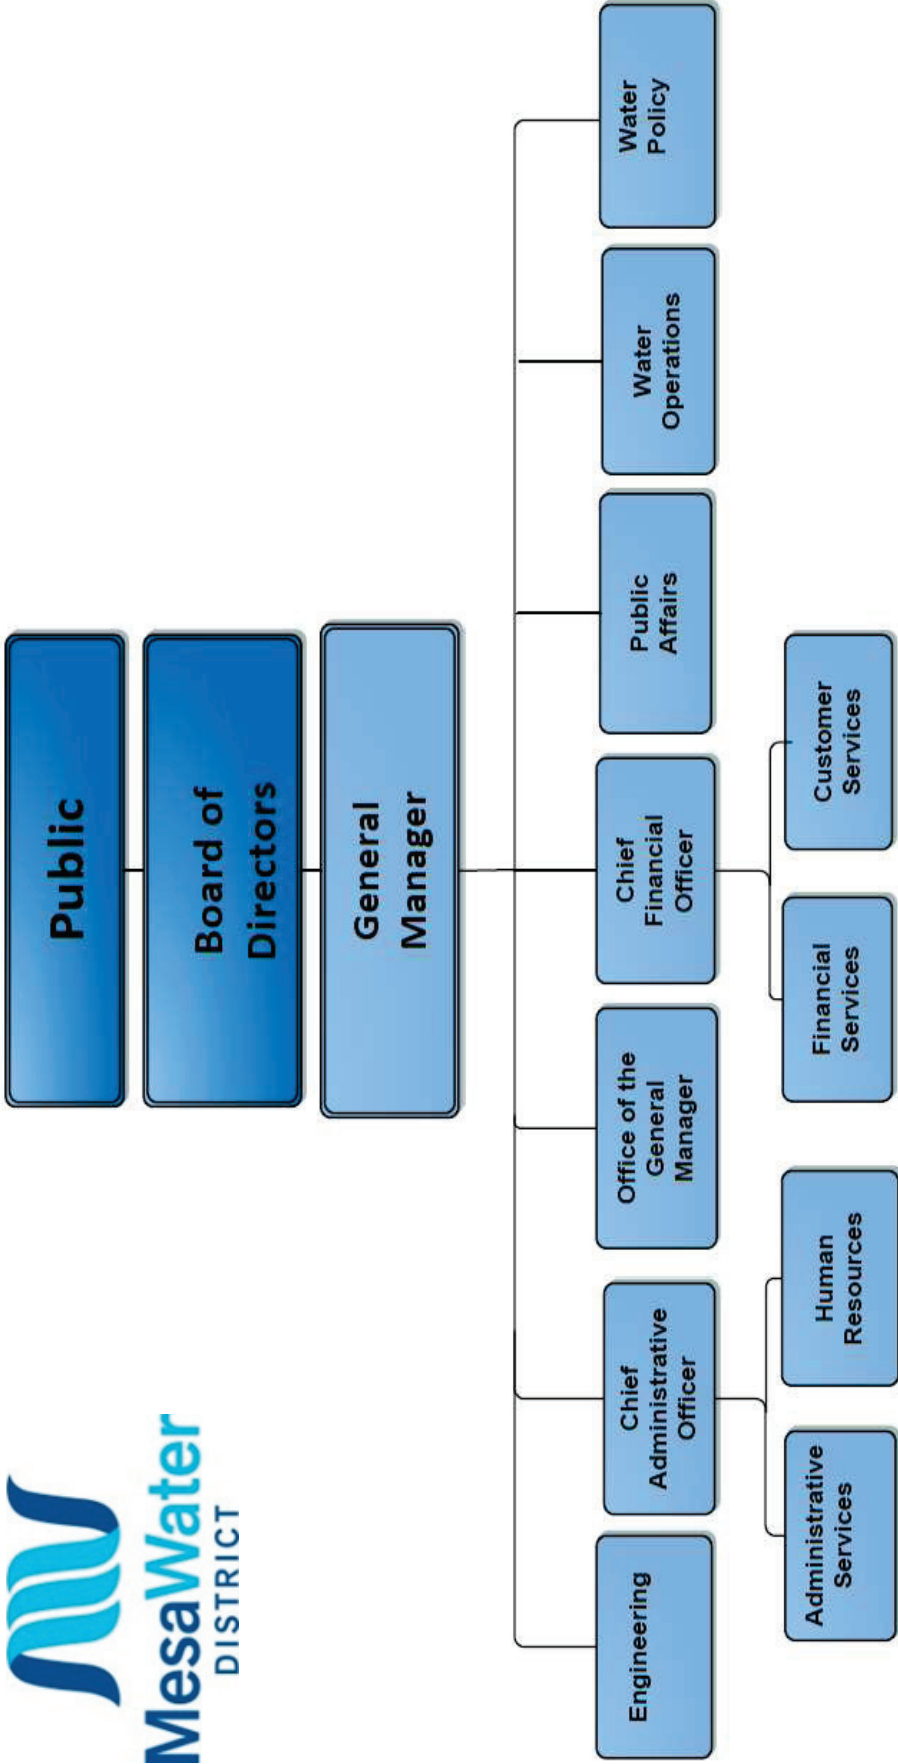 MesaWater
DISTRICT
Public
Board of
Directors
General
Manager
Engineering
Chief
Administrative
Officer
Office of the
General
Manager
Chief
Financial
Officer
Public
Affairs
Water
Operations
Water
Policy
Administrative
Services
Human
Resources
Financial
Services
Customer
Services